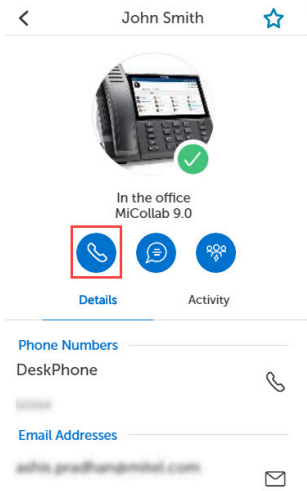 John Smith
In the office
MiCollab 9.0
Details
Activity
Phone Numbers
DeskPhone
Email Addresses